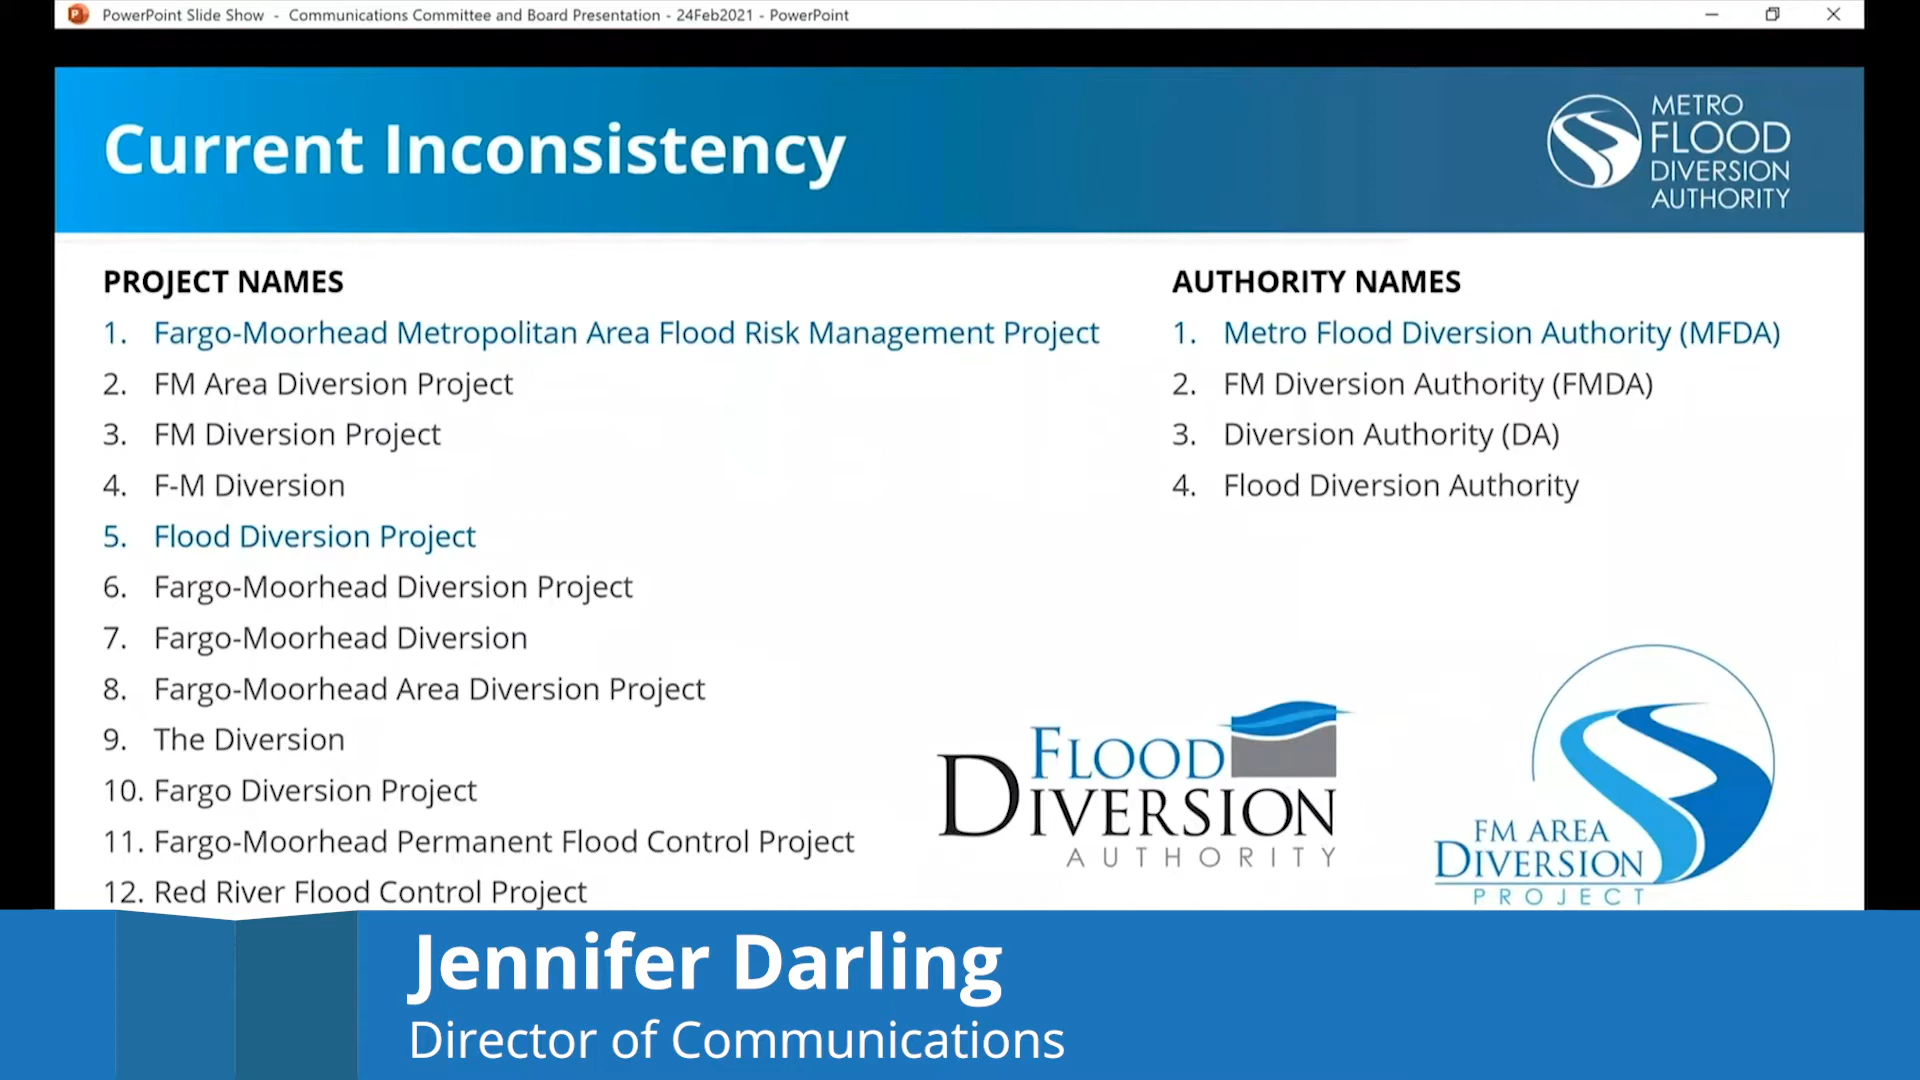 PowerPoint Slide Show - Communications Committee and Board Presentation - 24Feb2021 - PowerPoint
Current Inconsistency
METRO
FLOOD
DIVERSION
AUTHORITY
PROJECT NAMES
1. Fargo-Moorhead Metropolitan Area Flood Risk Management Project
2. FM Area Diversion Project
3. FM Diversion Project
4. F-M Diversion
5. Flood Diversion Project
6. Fargo-Moorhead Diversion Project
7. Fargo-Moorhead Diversion
8. Fargo-Moorhead Area Diversion Project
9. The Diversion
10. Fargo Diversion Project
11. Fargo-Moorhead Permanent Flood Control Project
12. Red River Flood Control Project
AUTHORITY NAMES
1. Metro Flood Diversion Authority (MFDA)
2. FM Diversion Authority (FMDA)
3. Diversion Authority (DA)
4. Flood Diversion Authority
FLOOD
DIVERSION
AUTHORITY
FM AREA
DIVERSION
PROJECT
Jennifer Darling
Director of Communications